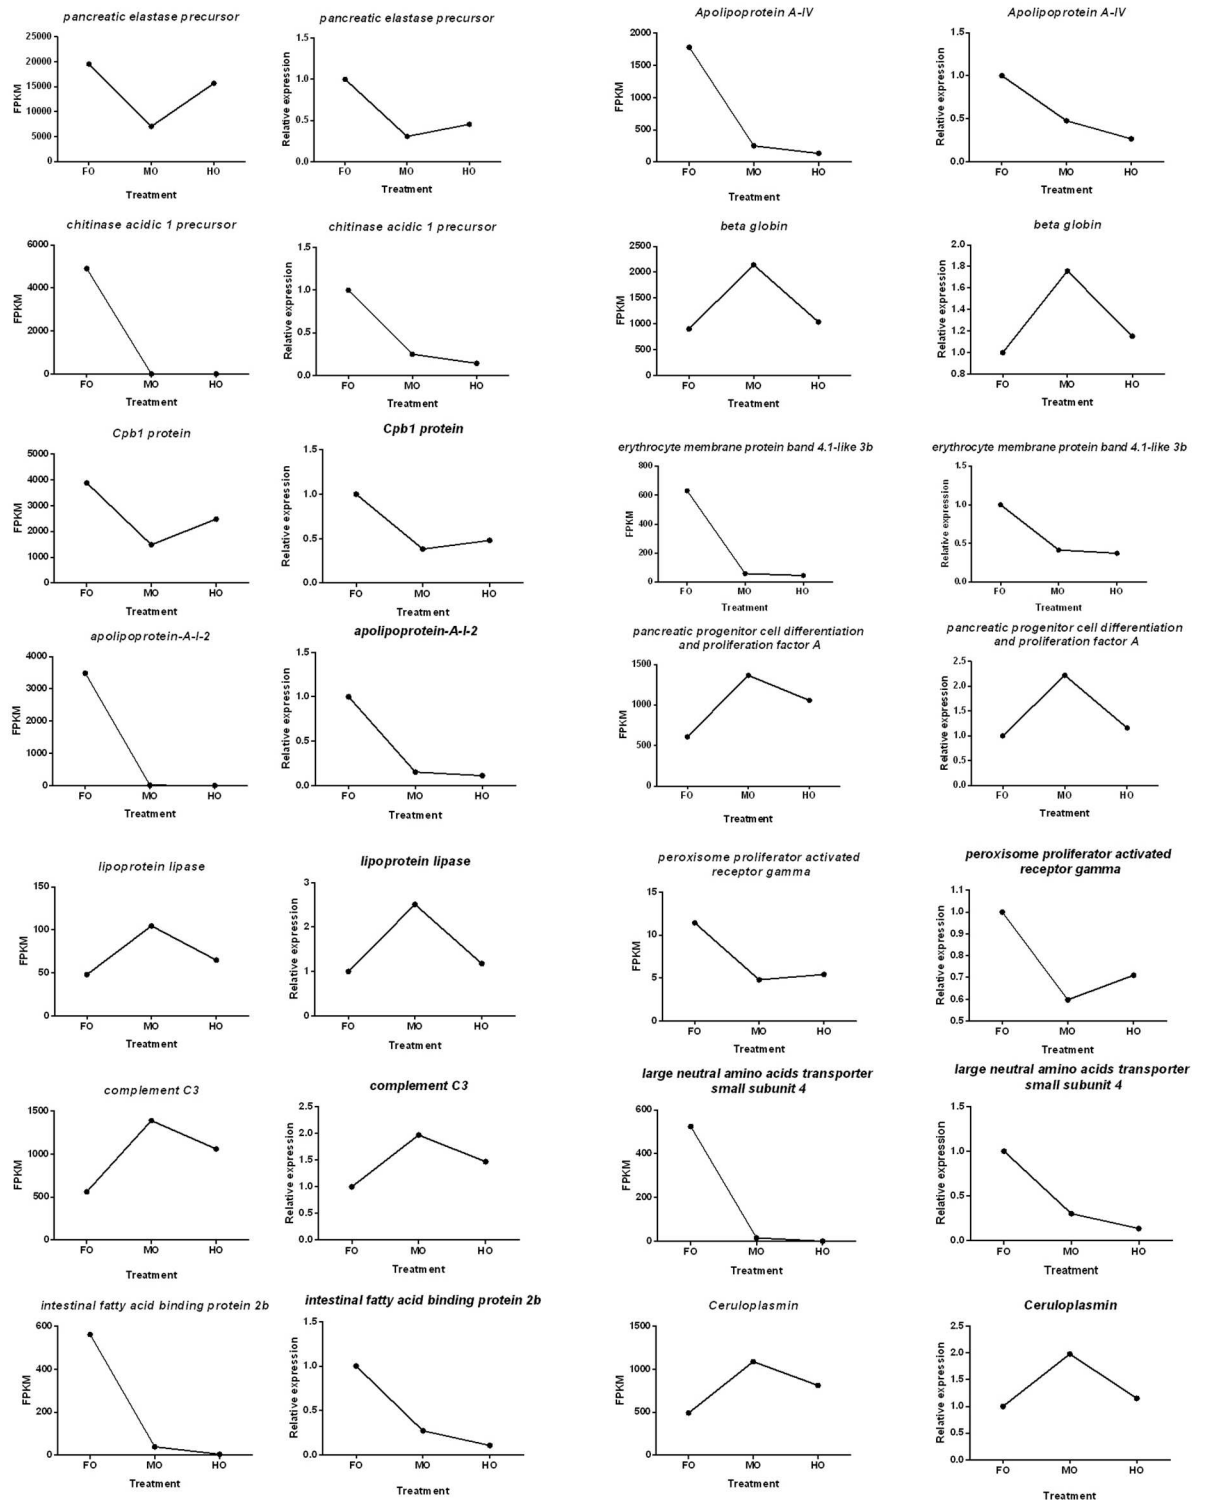 pancreatic elastase precursor
25000
20000
15000
10000
5000
0
FPKM
FO MO HO
Treatment
pancreatic elastase precursor
1.5
1.0
0.5
0.0
Relative expression
FO MO HO
Treatment
Apolipoprotein A-IV
2000
1500
1000
500
0
FPKM
FO MO HO
Treatment
Apolipoprotein A-IV
1.5
1.0
0.5
0.0
Relative expression
FO MO HO
Treatment
chitinase acidic 1 precursor
6000
4000
2000
0
FPKM
FO MO HO
Treatment
chitinase acidic 1 precursor
1.5
1.0
0.5
0.0
Relative expression
FO MO HO
Treatment
beta globin
2500
2000
1500
1000
500
0
FPKM
FO MO HO
Treatment
beta globin
2.0
1.8
1.6
1.4
1.2
1.0
0.8
Relative expression
FO MO HO
Treatment
Cpb1 protein
5000
4000
3000
2000
1000
0
FPKM
FO MO HO
Treatment
Cpb1 protein
1.5
1.0
0.5
0.0
Relative expression
FO MO HO
Treatment
erythrocyte membrane protein band 4.1-like 3b
800
600
400
200
0
FPKM
FO MO HO
Treatment
erythrocyte membrane protein band 4.1-like 3b
1.5
1.0
0.5
0.0
Relative expression
FO MO HO
Treatment
apolipoprotein-A-I-2
4000
3000
2000
1000
0
FPKM
FO MO HO
Treatment
apolipoprotein-A-I-2
1.5
1.0
0.5
0.0
Relative expression
FO MO HO
Treatment
pancreatic progenitor cell differentiation
and proliferation factor A
1500
1000
500
0
FPKM
FO MO HO
Treatment
pancreatic progenitor cell differentiation
and proliferation factor A
2.5
2.0
1.5
1.0
0.5
0.0
Relative expression
FO MO HO
Treatment
lipoprotein lipase
150
100
50
0
FPKM
FO MO HO
Treatment
lipoprotein lipase
3
2
1
0
Relative expression
FO MO HO
Treatment
peroxisome proliferator activated
receptor gamma
15
10
5
0
FPKM
FO MO HO
Treatment
peroxisome proliferator activated
receptor gamma
1.1
1.0
0.9
0.8
0.7
0.6
0.5
Relative expression
FO MO HO
Treatment
complement C3
1500
1000
500
0
FPKM
FO MO HO
Treatment
complement C3
2.5
2.0
1.5
1.0
0.5
0.0
Relative expression
FO MO HO
Treatment
large neutral amino acids transporter
small subunit 4
600
400
200
0
FPKM
FO MO HO
Treatment
large neutral amino acids transporter
small subunit 4
1.5
1.0
0.5
0.0
Relative expression
FO MO HO
Treatment
intestinal fatty acid binding protein 2b
600
400
200
0
FPKM
FO MO HO
Treatment
intestinal fatty acid binding protein 2b
1.5
1.0
0.5
0.0
Relative expression
FO MO HO
Treatment
Ceruloplasmin
1500
1000
500
0
FPKM
FO MO HO
Treatment
Ceruloplasmin
2.5
2.0
1.5
1.0
0.5
0.0
Relative expression
FO MO HO
Treatment